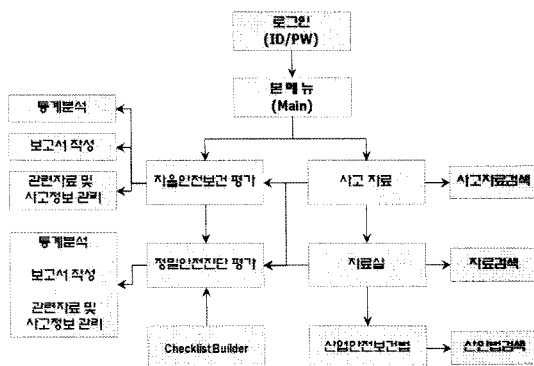 로그인
(ID/PW)
본 메뉴
(Main)
통계분석
보고서 작성
관련자료 및
사고정보 관리
자율안전보건 평가
사고 자료
사고자료검색
통계분석
보고서 작성
관련자료 및
사고정보 관리
정밀안전진단 평가
자료실
자료검색
Checklist Builder
산업안전보건법
산안법검색